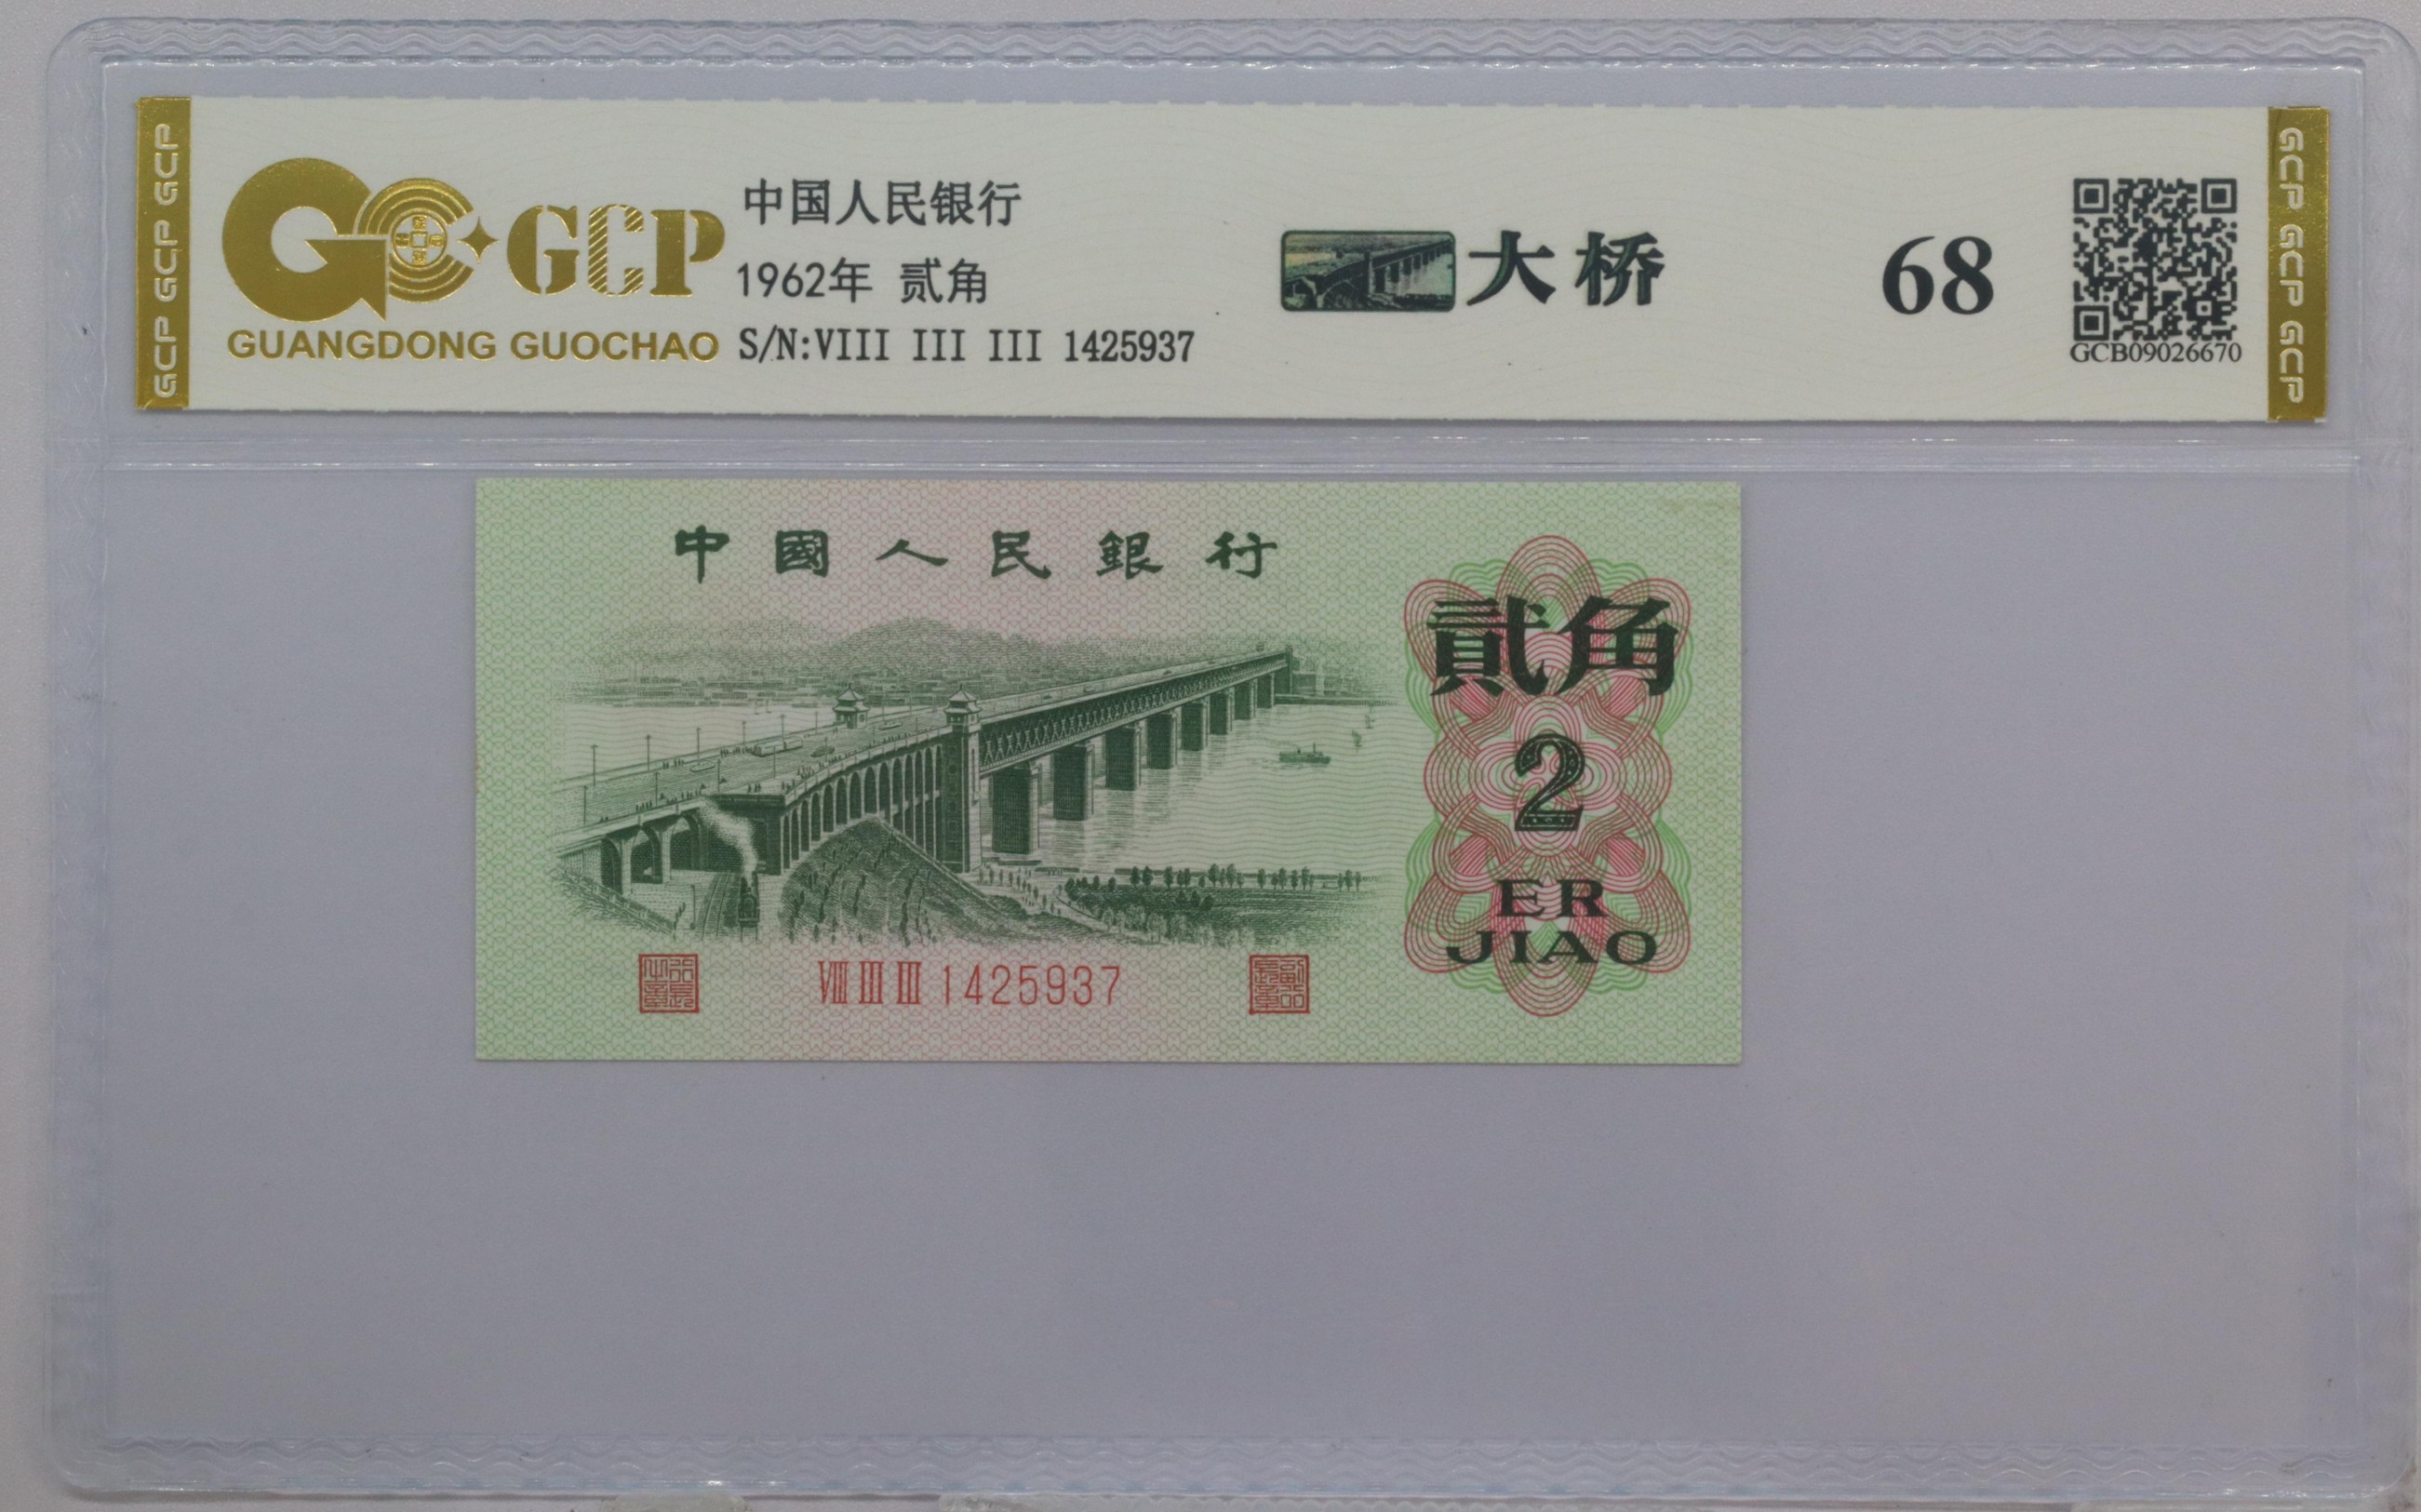 GCP GCP GCP
GCP
GUANGDONG GUOCHAO
中国人民银行
1962年 贰角
S/N:VIII III III 1425937
大桥
68
GCB09026670
GCP GCP GCP
中國人民銀行
貳角
2
ER
JIAO
VIII III III 1425937